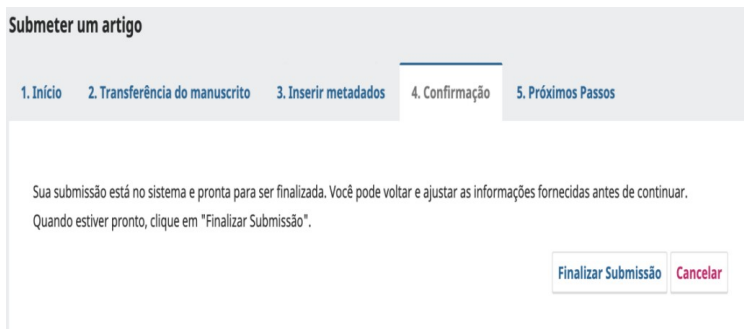 Submeter um artigo
1. Início 2. Transferência do manuscrito 3. Inserir metadados 4. Confirmação 5. Próximos Passos
Sua submissão está no sistema e pronta para ser finalizada. Você pode voltar e ajustar as informações fornecidas antes de continuar.
Quando estiver pronto, clique em "Finalizar Submissão".
Finalizar Submissão Cancelar